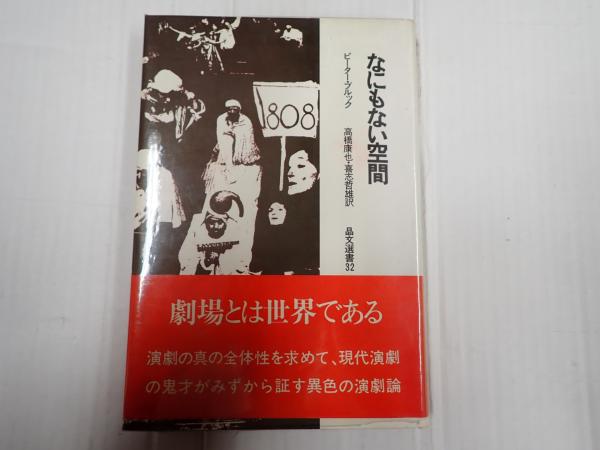 なにもない空間
ピーター・ブルック
高橋康也・喜志哲雄訳
晶文選書32
1808
劇場とは世界である
演劇の真の全体性を求めて、現代演劇
の鬼才がみずから証す異色の演劇論